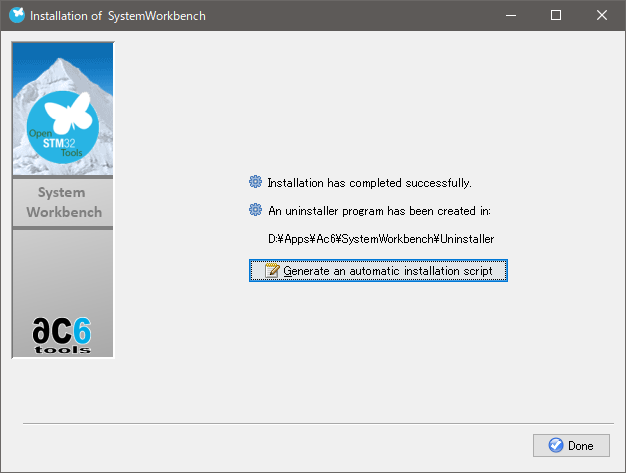 Installation of SystemWorkbench
Open
STM32
Tools
System
Workbench
ac6
tools
Installation has completed successfully.
An uninstaller program has been created in:
D:¥Apps¥Ac6¥SystemWorkbench¥Uninstaller
Generate an automatic installation script
Done